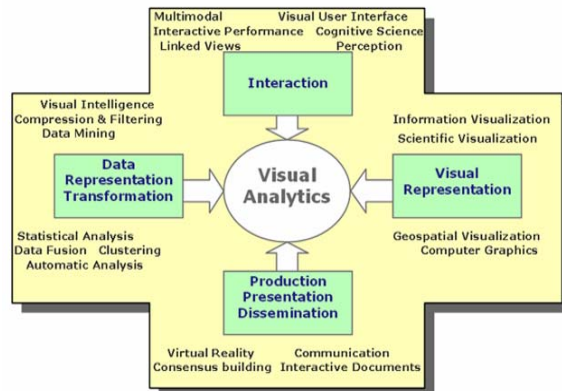 Multimodal Visual User Interface
Interactive Performance Cognitive Science
Linked Views Perception
Interaction
Visual Intelligence
Compression & Filtering
Data Mining
Data
Representation
Transformation
Statistical Analysis
Data Fusion Clustering
Automatic Analysis
Visual
Analytics
Information Visualization
Scientific Visualization
Visual
Representation
Geospatial Visualization
Computer Graphics
Production
Presentation
Dissemination
Virtual Reality Communication
Consensus building Interactive Documents